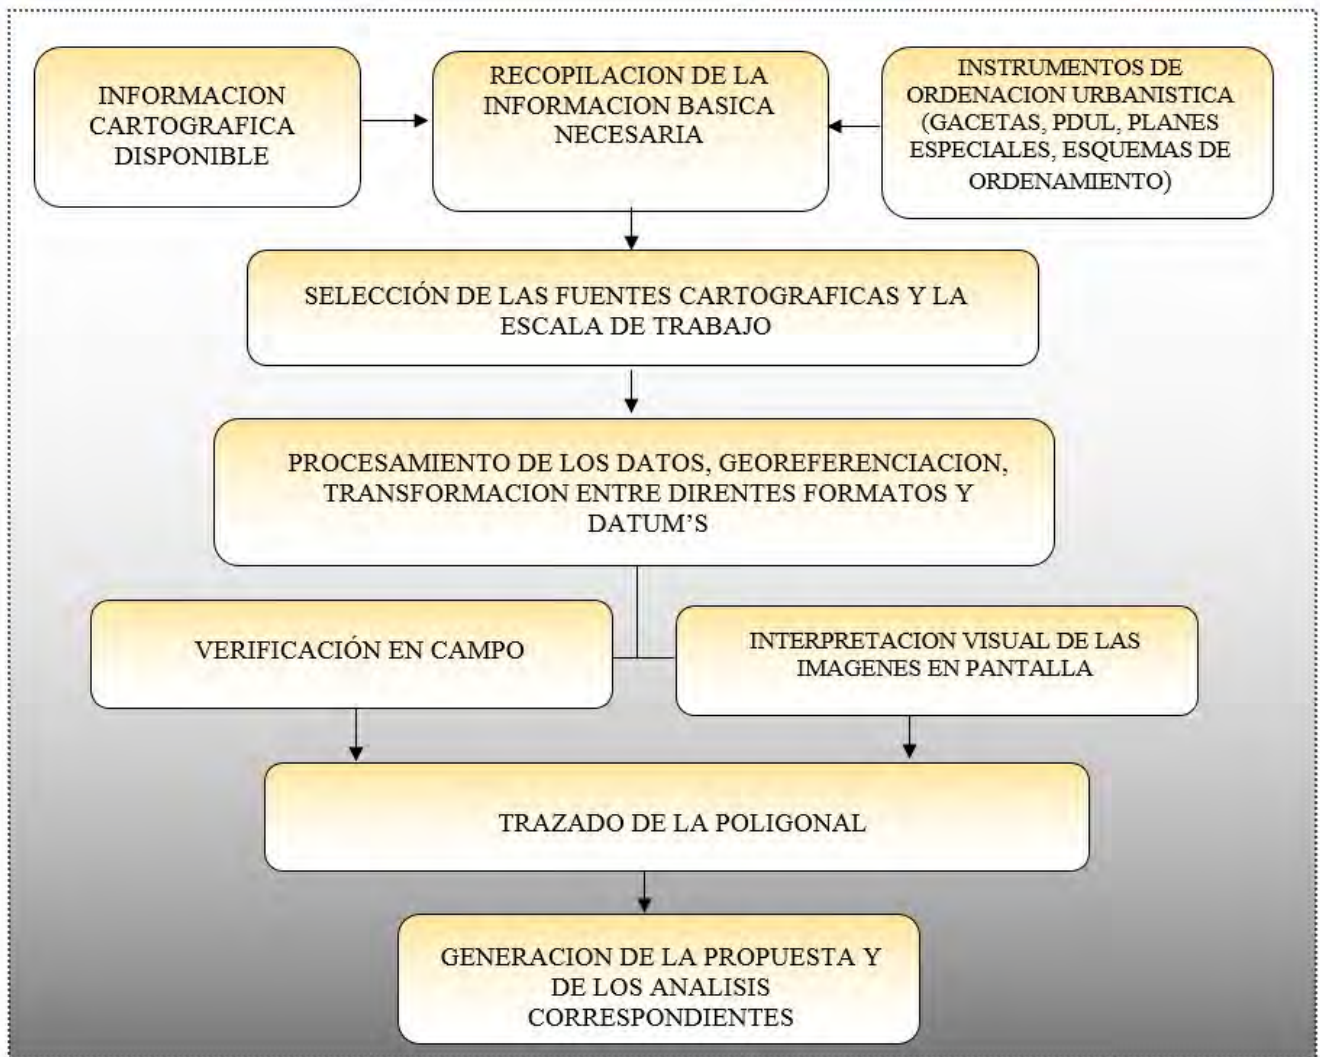 INFORMACION
CARTOGRAFICA
DISPONIBLE
RECOPILACION DE LA
INFORMACION BASICA
NECESARIA
INSTRUMENTOS DE
ORDENACION URBANISTICA
(GACETAS, PDUL, PLANES
ESPECIALES, ESQUEMAS DE
ORDENAMIENTO)
SELECCIÓN DE LAS FUENTES CARTOGRAFICAS Y LA
ESCALA DE TRABAJO
PROCESAMIENTO DE LOS DATOS, GEOREFERENCIACION,
TRANSFORMACION ENTRE DIRENTES FORMATOS Y
DATUM’S
VERIFICACIÓN EN CAMPO
INTERPRETACION VISUAL DE LAS
IMAGENES EN PANTALLA
TRAZADO DE LA POLIGONAL
GENERACION DE LA PROPUESTA Y
DE LOS ANALISIS
CORRESPONDIENTES